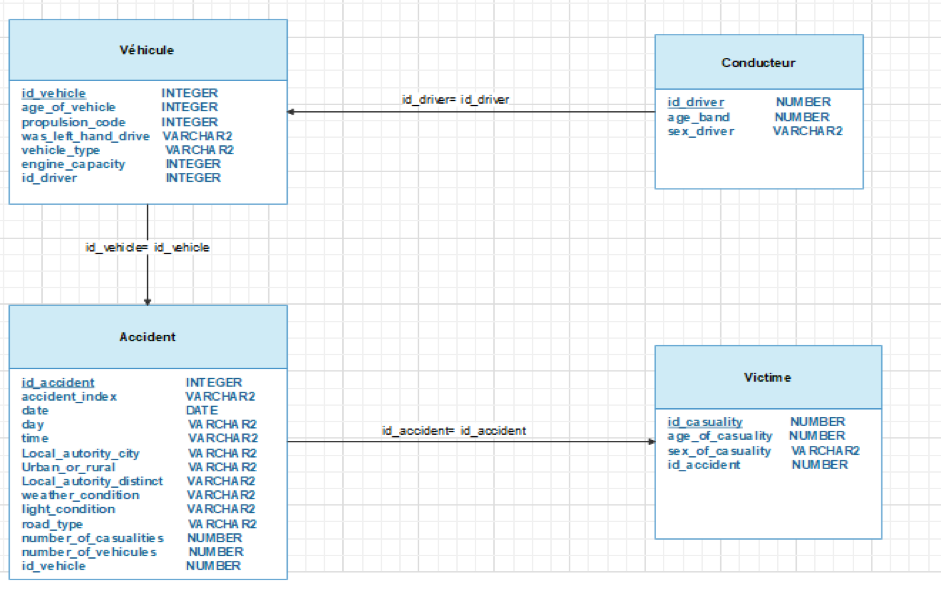 Véhicule
id_vehicle INTEGER
age_of_vehicle INTEGER
propulsion_code INTEGER
was_left_hand_drive VARCHAR2
vehicle_type VARCHAR2
engine_capacity INTEGER
id_driver INTEGER
id_driver= id_driver
Conducteur
id_driver NUMBER
age_band NUMBER
sex_driver VARCHAR2
id_vehicle= id_vehicle
Accident
id_accident INTEGER
accident_index VARCHAR2
date DATE
day VARCHAR2
time VARCHAR2
Local_autority_city VARCHAR2
Urban_or_rural VARCHAR2
Local_autority_distinct VARCHAR2
weather_condition VARCHAR2
light_condition VARCHAR2
road_type VARCHAR2
number_of_casualities NUMBER
number_of_vehicules NUMBER
id_vehicle NUMBER
id_accident= id_accident
Victime
id_casuality NUMBER
age_of_casuality NUMBER
sex_of_casuality VARCHAR2
id_accident NUMBER